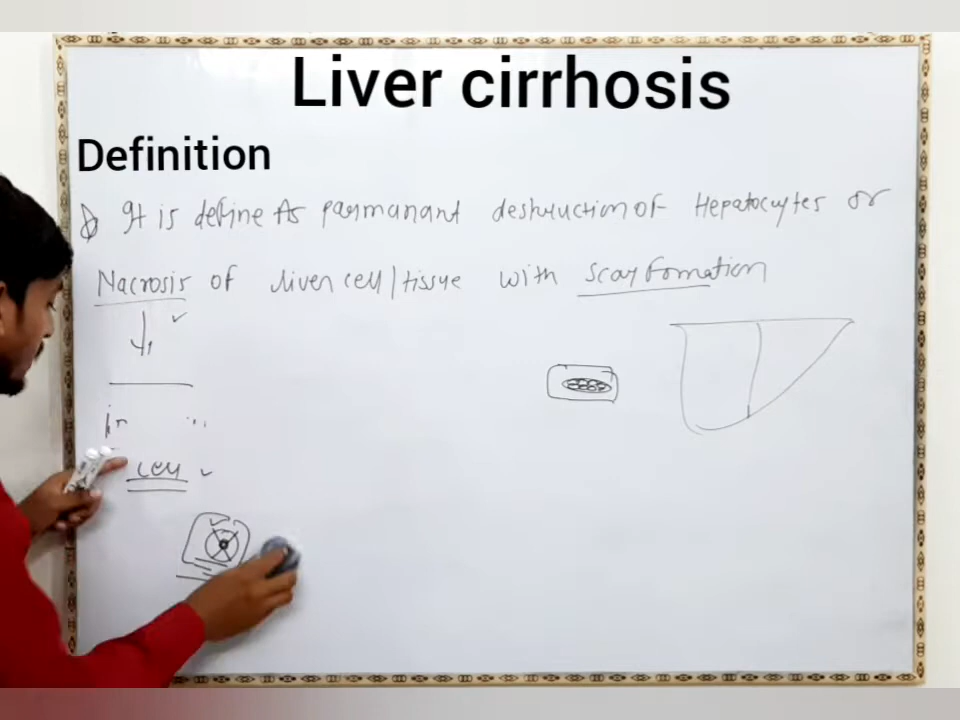 Liver cirrhosis
Definition
It is define As parmanant destruction of Hepatocytes or
Nacrosis of liver cell/tissue with scar formation
in
cell